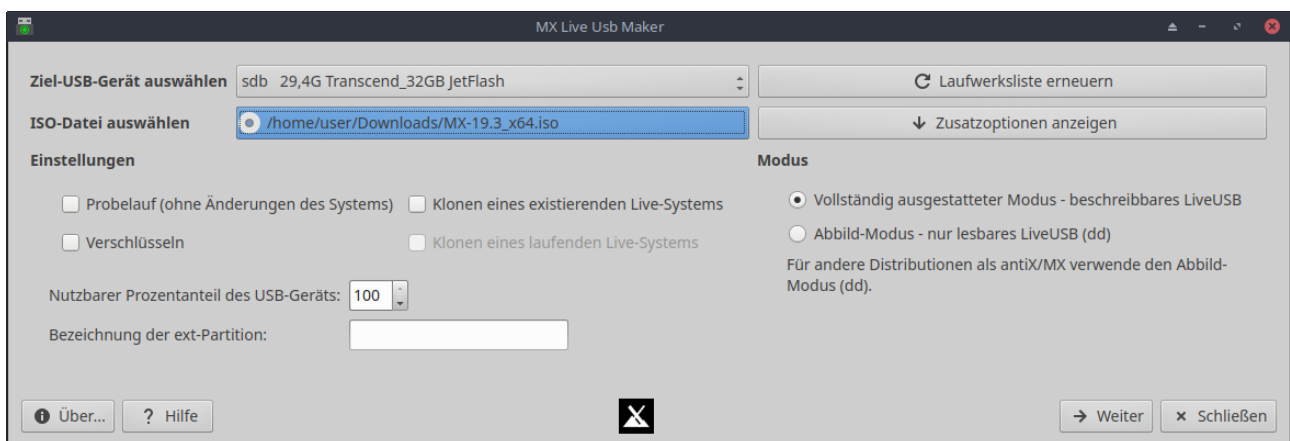 MX Live Usb Maker
Ziel-USB-Gerät auswählen sdb 29,4G Transcend_32GB JetFlash Laufwerksliste erneuern
ISO-Datei auswählen /home/user/Downloads/MX-19.3_x64.iso Zusatzoptionen anzeigen
Einstellungen Modus
Probelauf (ohne Änderungen des Systems) Klonen eines existierenden Live-Systems Vollständig ausgestatteter Modus - beschreibbares LiveUSB
Verschlüsseln Klonen eines laufenden Live-Systems Abbild-Modus - nur lesbares LiveUSB (dd)
Für andere Distributionen als antiX/MX verwende den Abbild-
Modus (dd).
Nutzbarer Prozentanteil des USB-Geräts: 100
Bezeichnung der ext-Partition:
Über... ? Hilfe Weiter Schließen